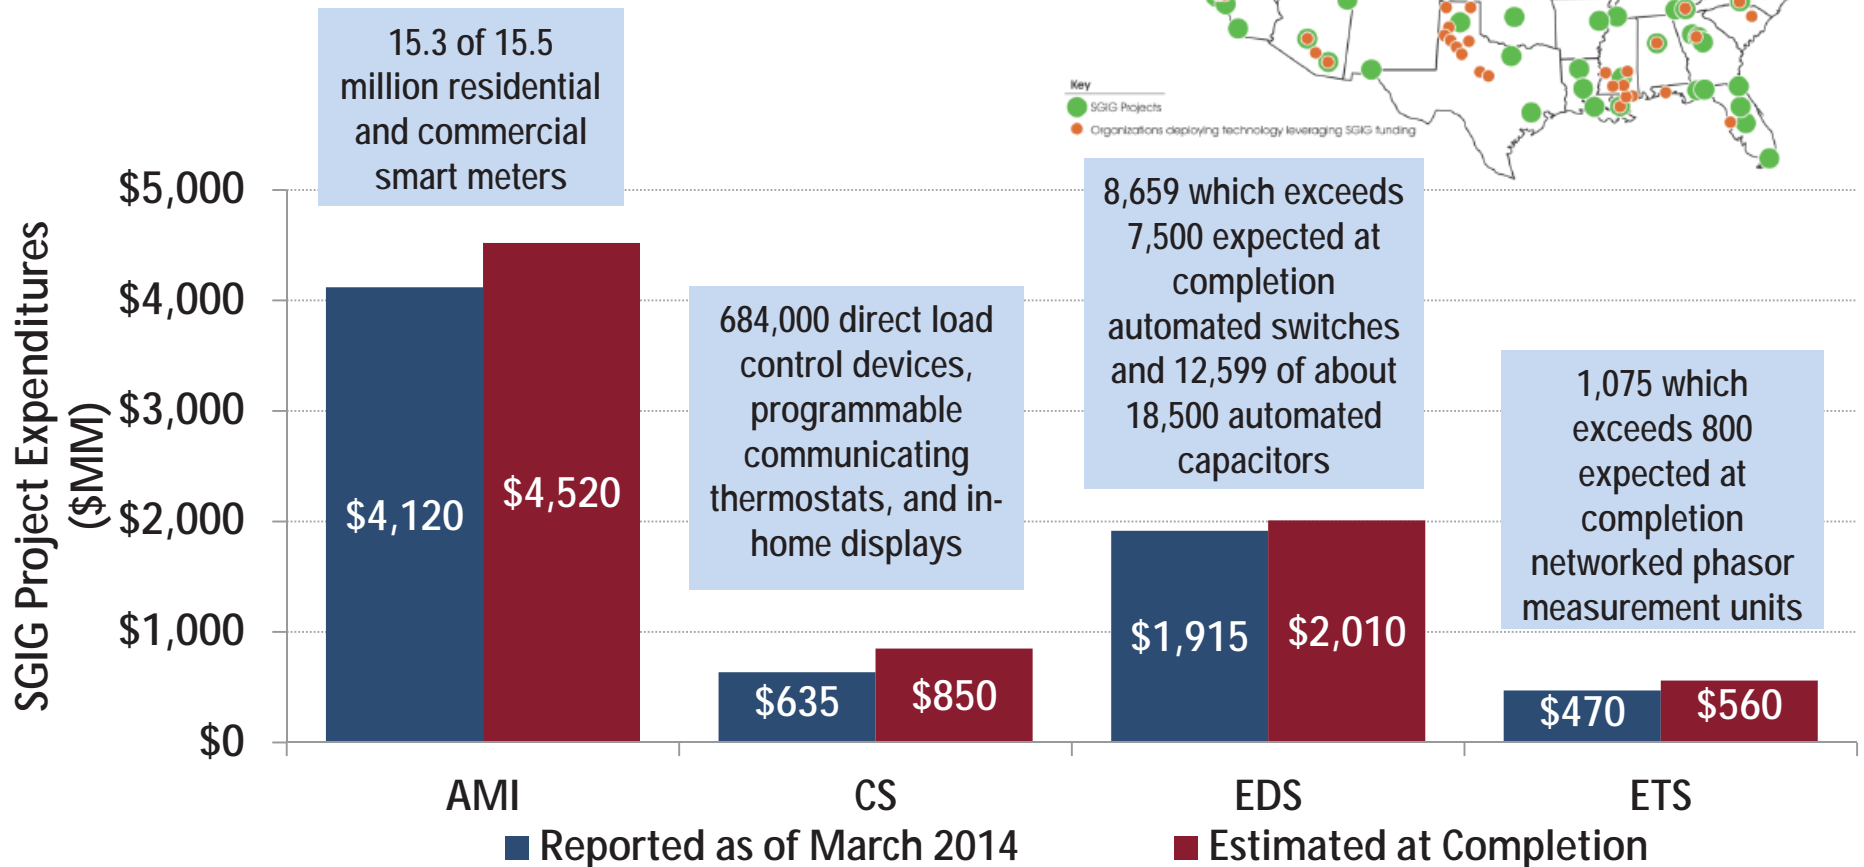 15.3 of 15.5
million residential
and commercial
smart meters
Key
SGIG Projects
Organizations deploying technology leveraging SGIG funding
SGIG Project Expenditures
($MM)
$5,000
$4,000
$3,000
$2,000
$1,000
$0
684,000 direct load
control devices,
programmable
communicating
thermostats, and in-
home displays
8,659 which exceeds
7,500 expected at
completion
automated switches
and 12,599 of about
18,500 automated
capacitors
1,075 which
exceeds 800
expected at
completion
networked phasor
measurement units
$4,120
$4,520
$635
$850
$1,915
$2,010
$470
$560
AMI
CS
EDS
ETS
Reported as of March 2014
Estimated at Completion